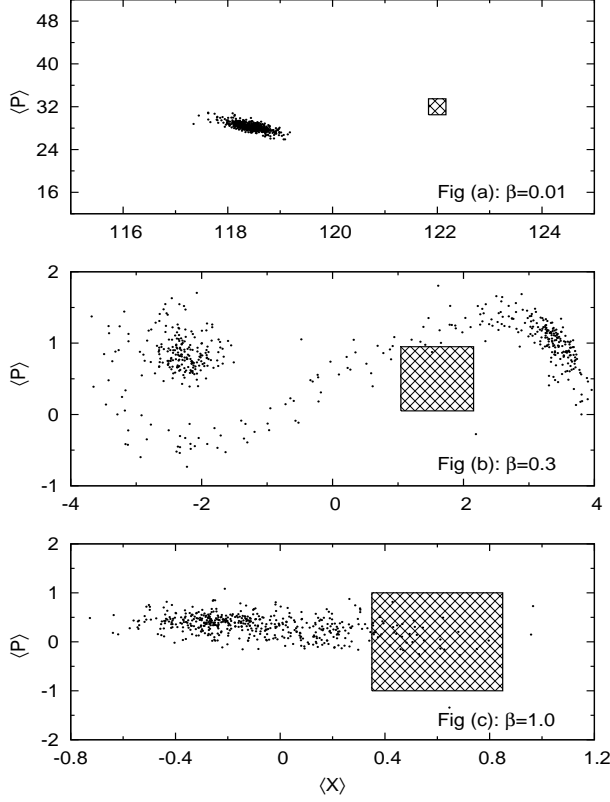 48
40
32
24
16
⟨P⟩
Fig (a): β=0.01
116 118 120 122 124
2
1
0
-1
⟨P⟩
Fig (b): β=0.3
-4 -2 0 2 4
2
1
0
-1
-2
⟨P⟩
Fig (c): β=1.0
-0.8 -0.4 0 0.4 0.8 1.2
⟨X⟩